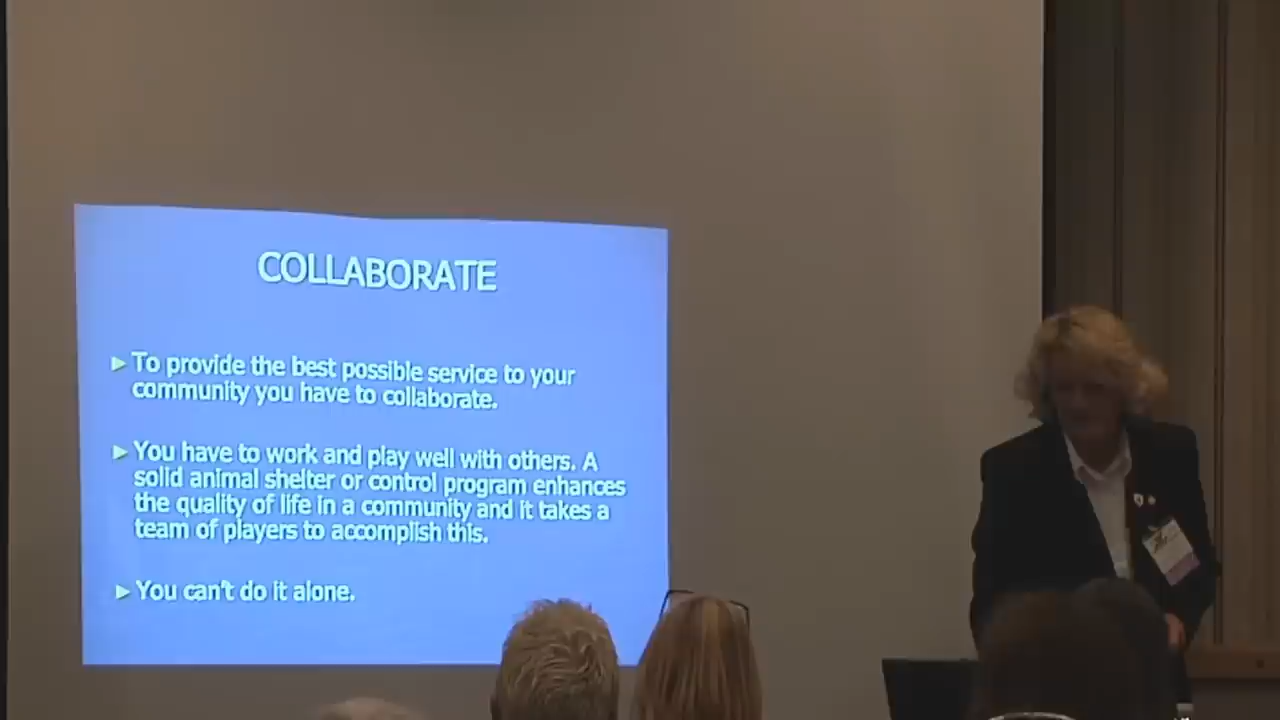 COLLABORATE
►To provide the best possible service to your
community you have to collaborate.
►You have to work and play well with others. A
solid animal shelter or control program enhances
the quality of life in a community and it takes a
team of players to accomplish this.
►You can't do it alone.